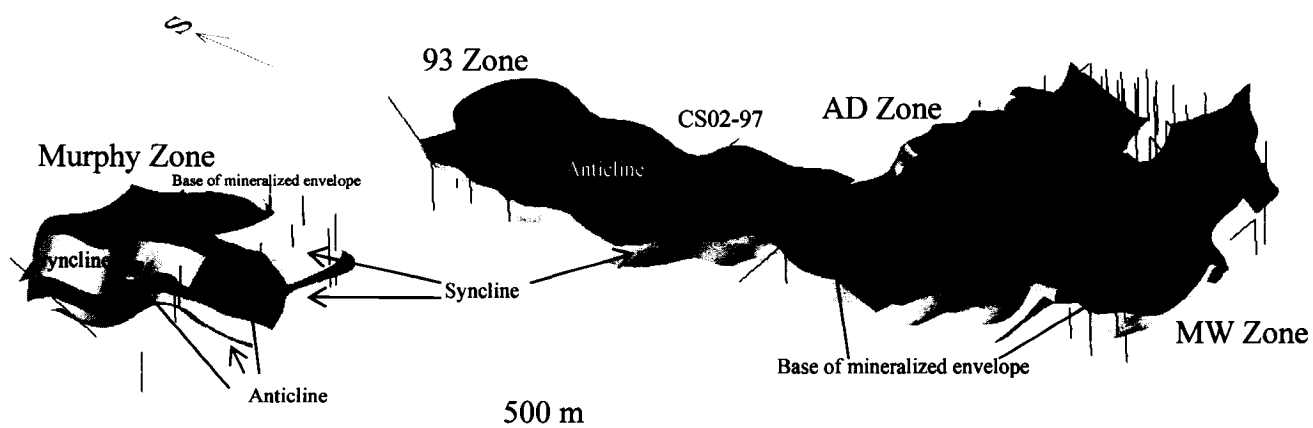 S
93 Zone
CS02-97
AD Zone
Murphy Zone
Base of mineralized envelope
Anticline
Syncline
Syncline
MW Zone
Base of mineralized envelope
Anticline
500 m